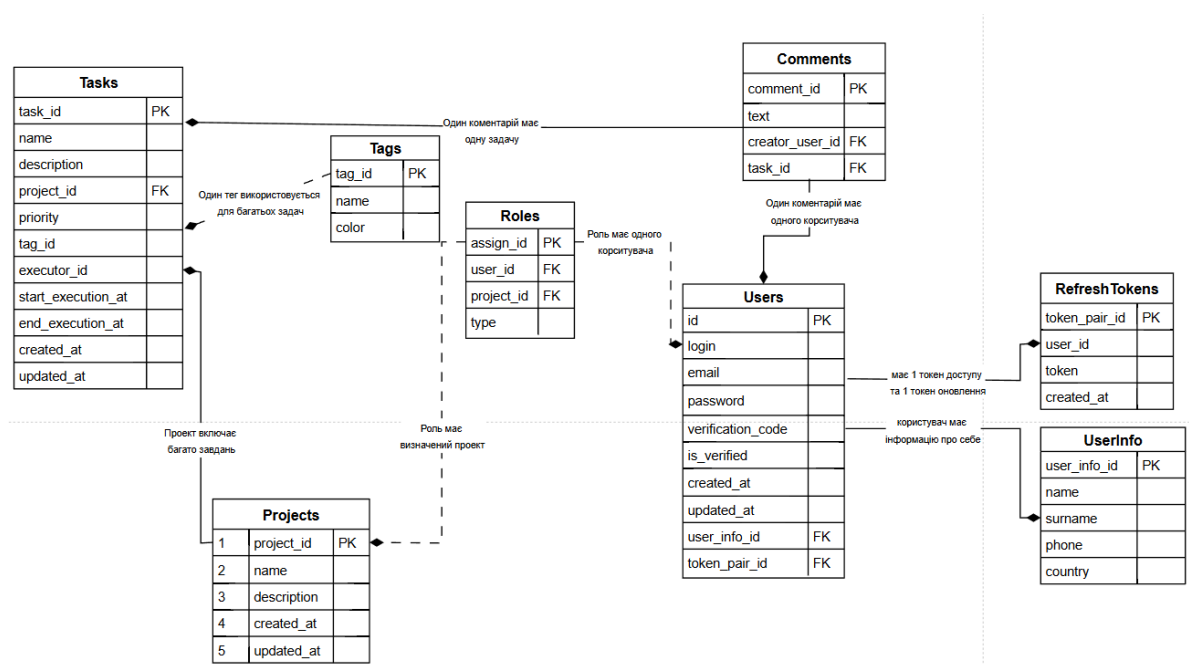 Tasks
task_id PK
name
description
project_id FK
priority
tag_id
executor_id
start_execution_at
end_execution_at
created_at
updated_at
Один коментарій має
одну задачу
Tags
tag_id PK
name
color
Один тег використовується
для багатьох задач
Roles
assign_id PK
user_id FK
project_id FK
type
Роль має одного
корситувача
Comments
comment_id PK
text
creator_user_id FK
task_id FK
Один коментарій має
одного корситувача
Users
id PK
login
email
password
verification_code
is_verified
created_at
updated_at
user_info_id FK
token_pair_id FK
RefreshTokens
token_pair_id PK
user_id
token
created_at
має 1 токен доступу
та 1 токен оновлення
користувач має
інформацію про себе
UserInfo
user_info_id PK
name
surname
phone
country
Проект включає
багато завдань
Роль має
визначений проект
Projects
1 project_id PK
2 name
3 description
4 created_at
5 updated_at